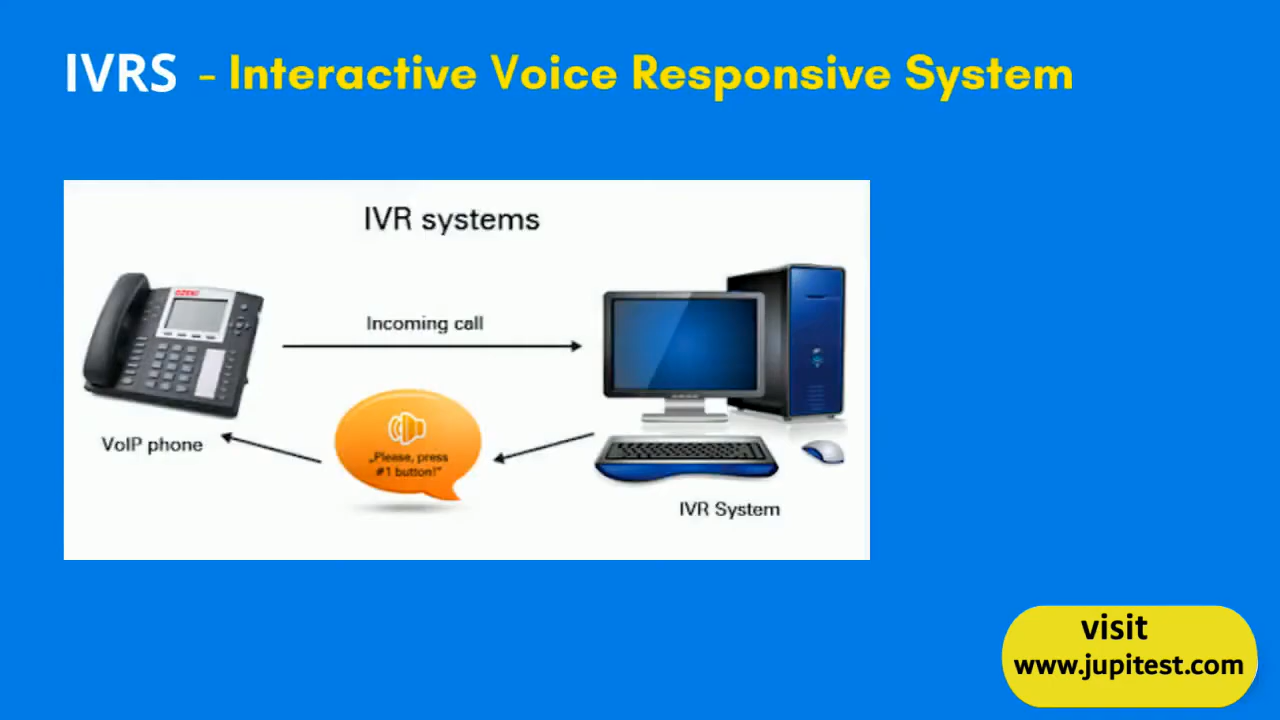 IVRS - Interactive Voice Responsive System
IVR systems
Incoming call
VoIP phone
„Please, press
#1 button!"
IVR System
visit
www.jupitest.com